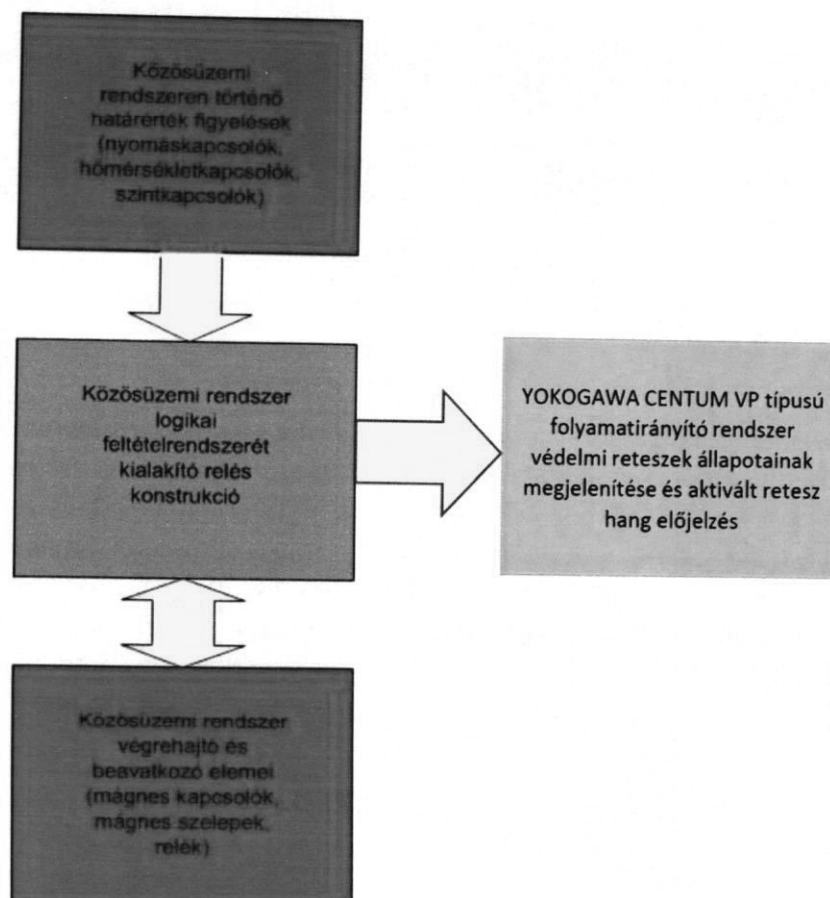 Közösüzemi
rendszeren történő
határérték figyelések
(nyomáskapcsolók,
hőmérsékletkapcsolók,
szintkapcsolók)
Közösüzemi rendszer
logikai
feltételrendszerét
kialakító relés
konstrukció
YOKOGAWA CENTUM VP típusú
folyamatirányító rendszer
védelmi reteszek állapotainak
megjelenítése és aktivált retesz
hang előjelzés
Közösüzemi rendszer
végrehajtó és
beavatkozó elemei
(mágnes kapcsolók,
mágnes szelepek,
relék)